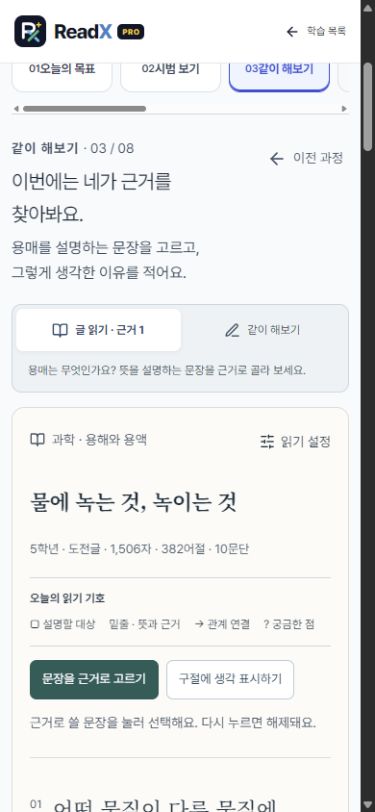 ReadX PRO
← 학습 목록
01오늘의 목표
02시범 보기
03같이 해보기
같이 해보기 · 03 / 08
← 이전 과정
이번에는 네가 근거를
찾아봐요.
용매를 설명하는 문장을 고르고,
그렇게 생각한 이유를 적어요.
글 읽기 · 근거 1
같이 해보기
용매는 무엇인가요? 뜻을 설명하는 문장을 근거로 골라 보세요.
과학 · 용해와 용액
읽기 설정
물에 녹는 것, 녹이는 것
5학년 · 도전글 · 1,506자 · 382어절 · 10문단
오늘의 읽기 기호
▢ 설명할 대상 밑줄 · 뜻과 근거 → 관계 연결 ? 궁금한 점
문장을 근거로 고르기
구절에 생각 표시하기
근거로 쓸 문장을 눌러 선택해요. 다시 누르면 해제돼요.
01 어떤 물질이 다른 물질에